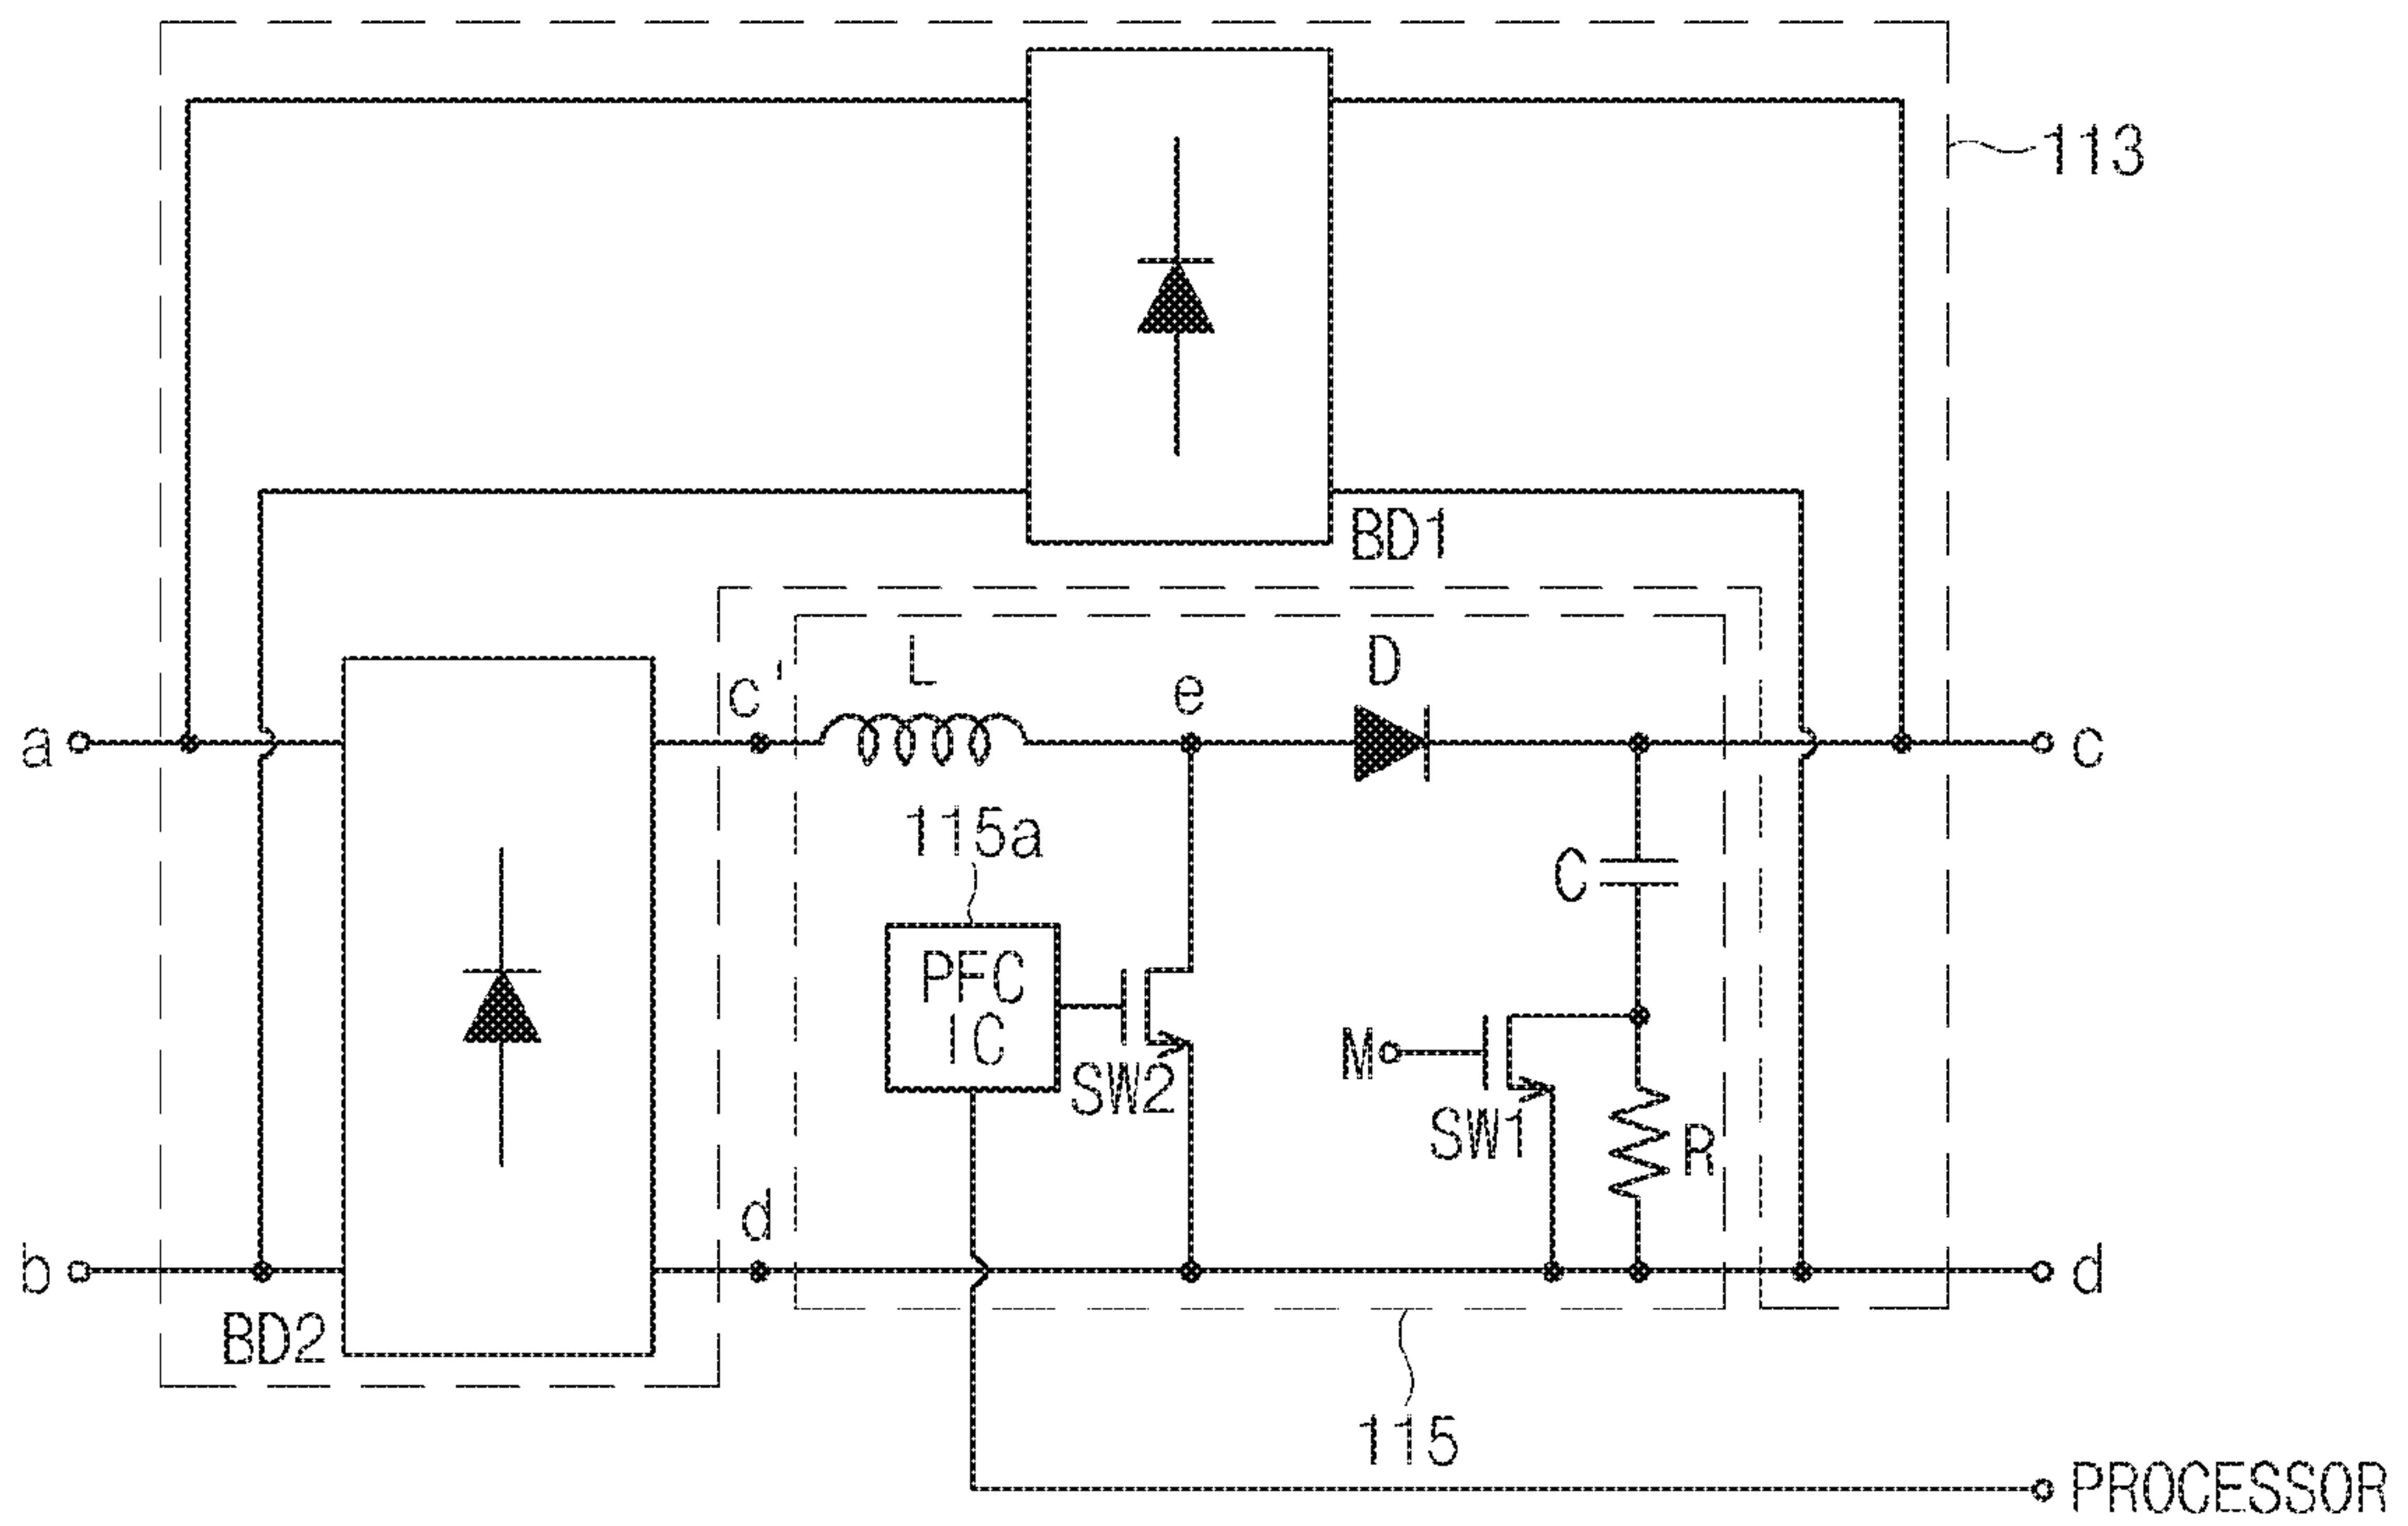 113
BD1
L
D
c'
e
a
c
115a
C
PFC
IC
M
SW2
SW1
R
d
b
d
BD2
115
PROCESSOR